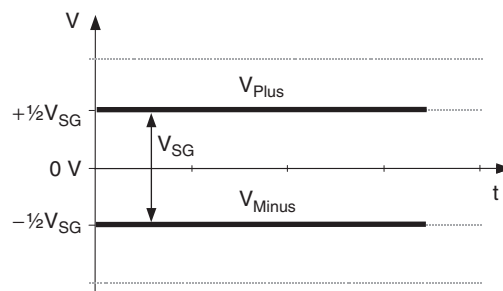 V
V_Plus
+½V_SG
V_SG
0 V
t
V_Minus
−½V_SG